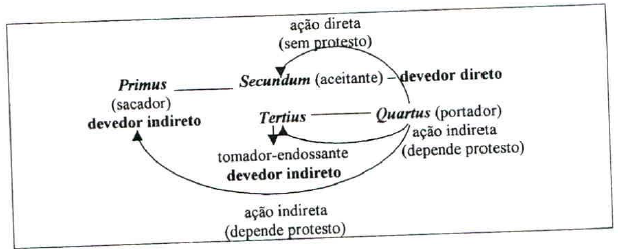 ação direta
(sem protesto)
Primus Secundum (aceitante) – devedor direto
(sacador)
devedor indireto
Tertius Quartus (portador)
ação indireta
(depende protesto)
tomador-endossante
devedor indireto
ação indireta
(depende protesto)